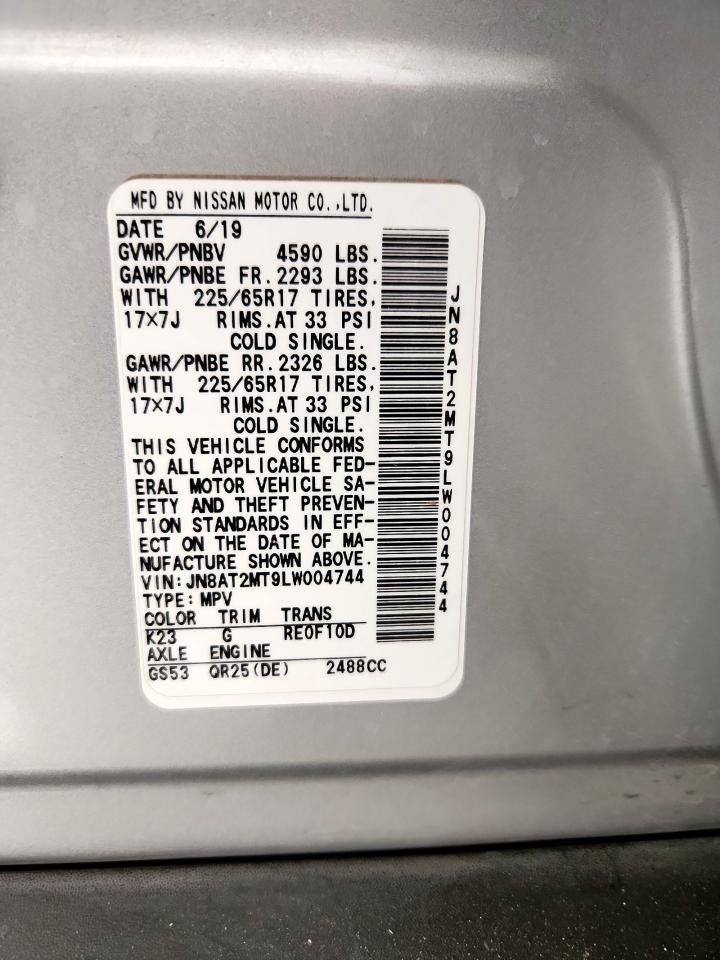 MFD BY NISSAN MOTOR CO.,LTD.
DATE 6/19
GVWR/PNBV 4590 LBS.
GAWR/PNBE FR. 2293 LBS.
WITH 225/65R17 TIRES,
17×7J RIMS. AT 33 PSI
COLD SINGLE.
GAWR/PNBE RR. 2326 LBS.
WITH 225/65R17 TIRES,
17×7J RIMS. AT 33 PSI
COLD SINGLE.
THIS VEHICLE CONFORMS
TO ALL APPLICABLE FED-
ERAL MOTOR VEHICLE SA-
FETY AND THEFT PREVEN-
TION STANDARDS IN EFF-
ECT ON THE DATE OF MA-
NUFACTURE SHOWN ABOVE.
VIN: JN8AT2MT9LW004744
TYPE: MPV
COLOR TRIM TRANS
K23 G RE0F10D
AXLE ENGINE
GS53 QR25(DE) 2488CC
JN8AT2MT9LW004744